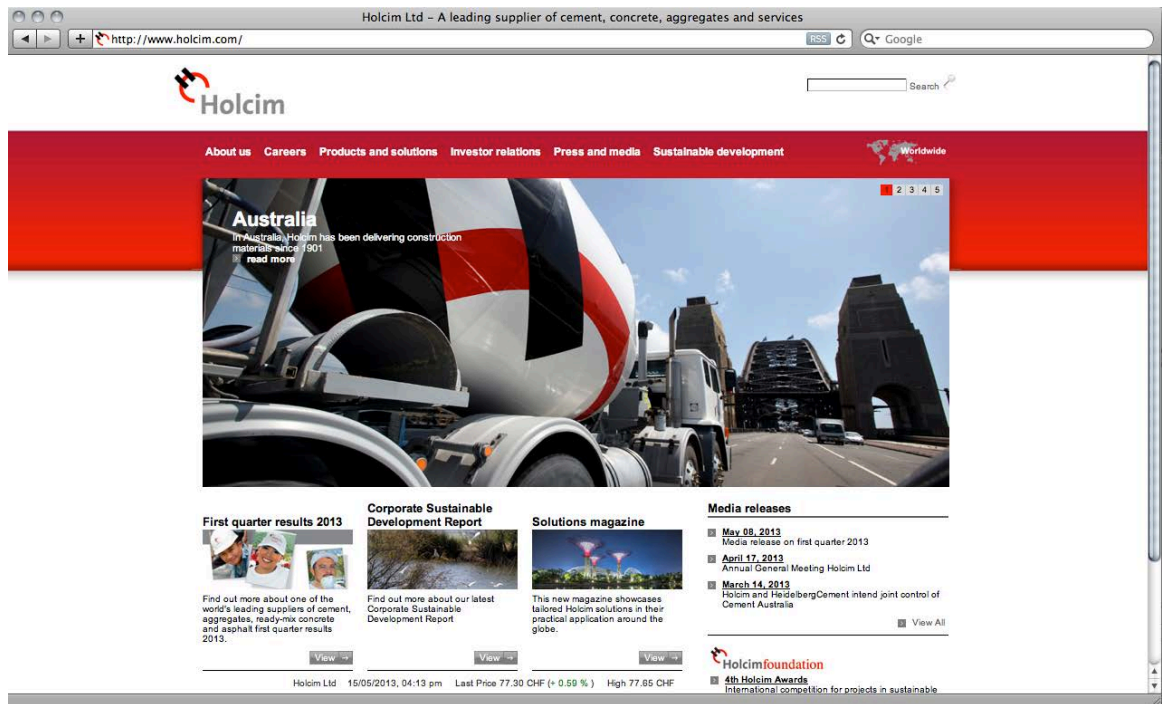 Holcim Ltd – A leading supplier of cement, concrete, aggregates and services
http://www.holcim.com/
RSS
Google
Holcim
Search
About us Careers Products and solutions Investor relations Press and media Sustainable development
Worldwide
1 2 3 4 5
Australia
In Australia, Holcim has been delivering construction
materials since 1901
read more
First quarter results 2013
Find out more about one of the
world's leading suppliers of cement,
aggregates, ready-mix concrete
and asphalt first quarter results
2013.
View
Corporate Sustainable
Development Report
Find out more about our latest
Corporate Sustainable
Development Report
View
Solutions magazine
This new magazine showcases
tailored Holcim solutions in their
practical application around the
globe.
View
Media releases
May 08, 2013
Media release on first quarter 2013
April 17, 2013
Annual General Meeting Holcim Ltd
March 14, 2013
Holcim and HeidelbergCement intend joint control of
Cement Australia
View All
Holcimfoundation
4th Holcim Awards
International competition for projects in sustainable
Holcim Ltd 15/05/2013, 04:13 pm Last Price 77.30 CHF (+ 0.59 % ) High 77.65 CHF